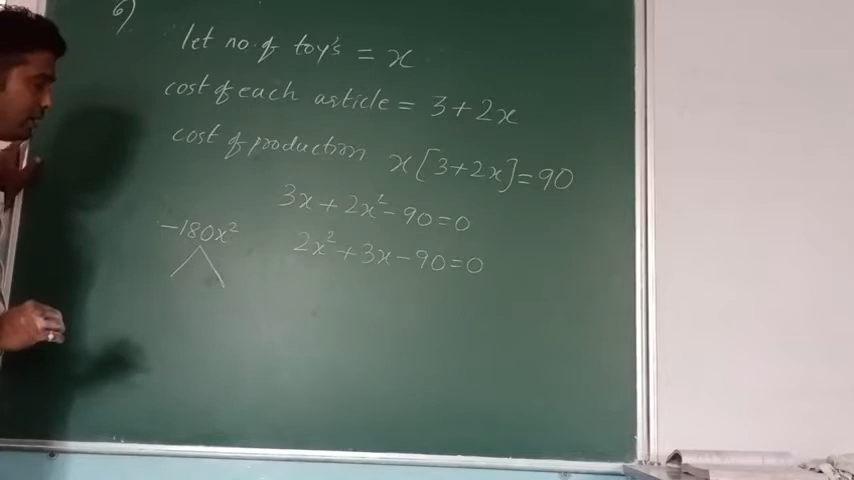 6)
let no. of toy's = x
cost of each article = 3 + 2x
cost of production x[3+2x] = 90
3x + 2x² - 90 = 0
-180x²
2x² + 3x - 90 = 0